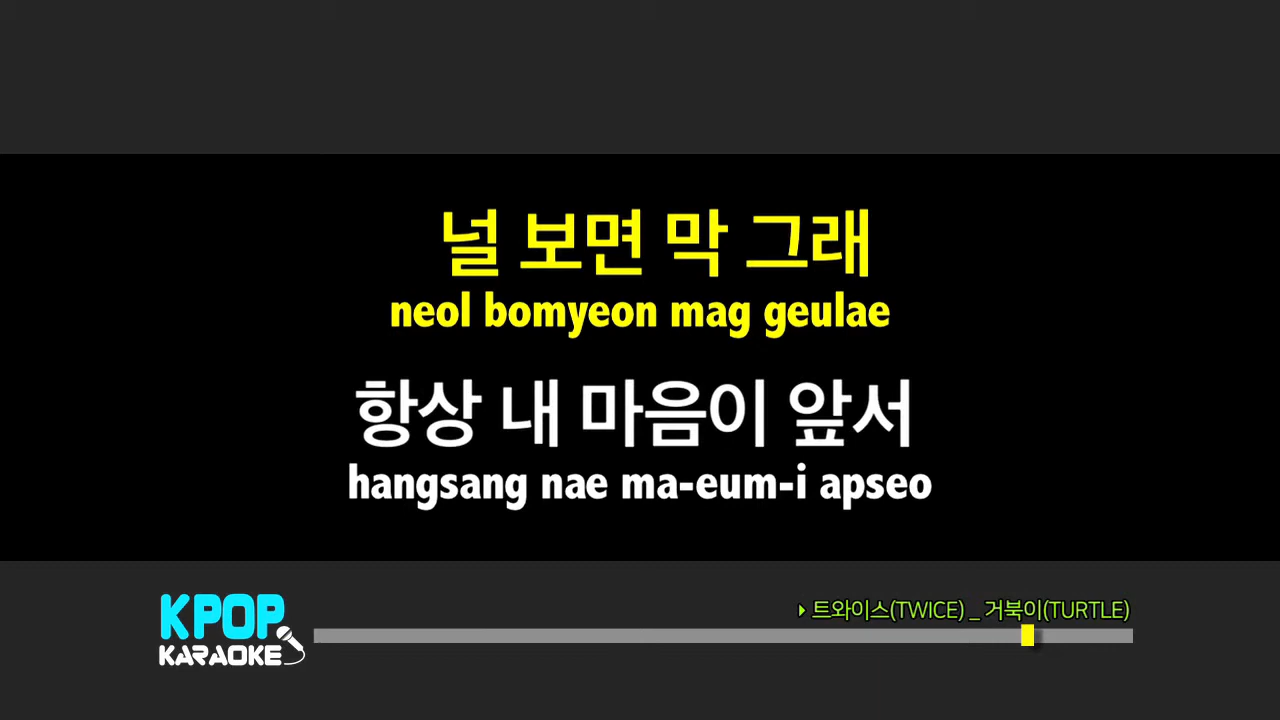 널 보면 막 그래
neol bomyeon mag geulae
항상 내 마음이 앞서
hangsang nae ma-eum-i apseo
트와이스(TWICE) _ 거북이(TURTLE)
KPOP
KARAOKE